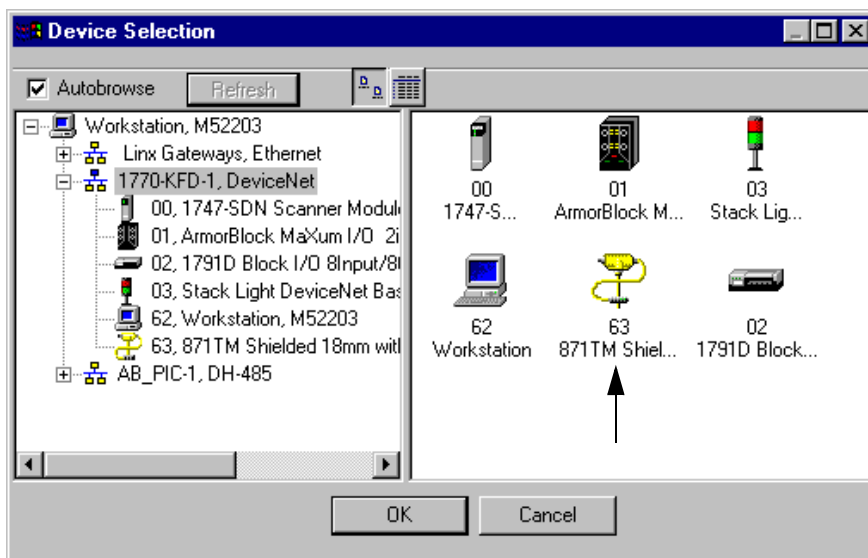 Device Selection
Autobrowse
Refresh
Workstation, M52203
Linx Gateways, Ethernet
1770-KFD-1, DeviceNet
00, 1747-SDN Scanner Modul
01, ArmorBlock MaXum I/O 2i
02, 1791D Block I/O 8Input/8
03, Stack Light DeviceNet Bas
62, Workstation, M52203
63, 871TM Shielded 18mm wit
AB_PIC-1, DH-485
00
1747-S...
01
ArmorBlock M...
03
Stack Lig...
62
Workstation
63
871TM Shiel...
02
1791D Block...
OK
Cancel